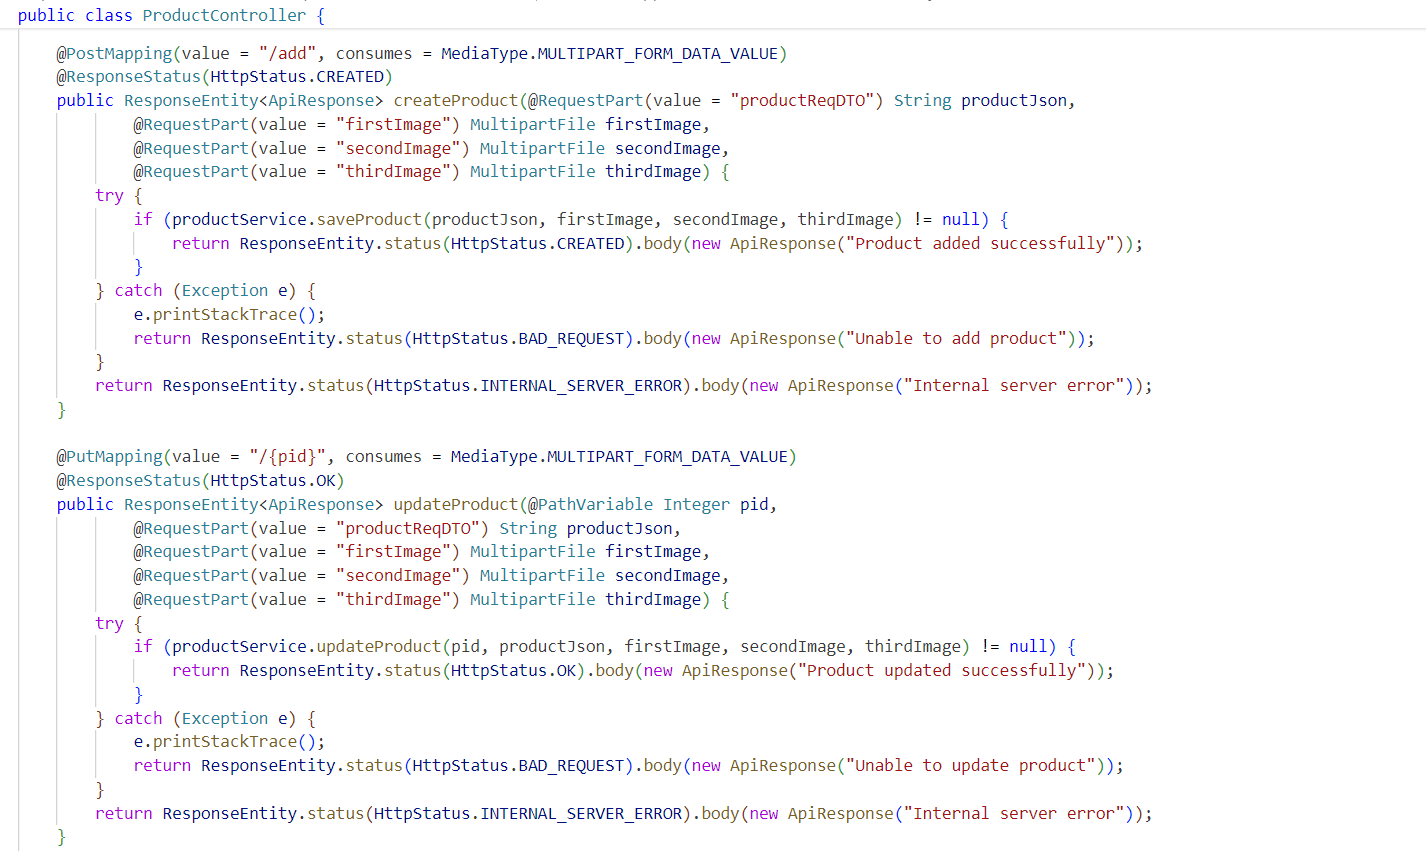 public class ProductController {
@PostMapping(value = "/add", consumes = MediaType.MULTIPART_FORM_DATA_VALUE)
@ResponseStatus(HttpStatus.CREATED)
public ResponseEntity<ApiResponse> createProduct(@RequestPart(value = "productReqDTO") String productJson,
@RequestPart(value = "firstImage") MultipartFile firstImage,
@RequestPart(value = "secondImage") MultipartFile secondImage,
@RequestPart(value = "thirdImage") MultipartFile thirdImage) {
try {
if (productService.saveProduct(productJson, firstImage, secondImage, thirdImage) != null) {
return ResponseEntity.status(HttpStatus.CREATED).body(new ApiResponse("Product added successfully"));
}
} catch (Exception e) {
e.printStackTrace();
return ResponseEntity.status(HttpStatus.BAD_REQUEST).body(new ApiResponse("Unable to add product"));
}
return ResponseEntity.status(HttpStatus.INTERNAL_SERVER_ERROR).body(new ApiResponse("Internal server error"));
}
@PutMapping(value = "/{pid}", consumes = MediaType.MULTIPART_FORM_DATA_VALUE)
@ResponseStatus(HttpStatus.OK)
public ResponseEntity<ApiResponse> updateProduct(@PathVariable Integer pid,
@RequestPart(value = "productReqDTO") String productJson,
@RequestPart(value = "firstImage") MultipartFile firstImage,
@RequestPart(value = "secondImage") MultipartFile secondImage,
@RequestPart(value = "thirdImage") MultipartFile thirdImage) {
try {
if (productService.updateProduct(pid, productJson, firstImage, secondImage, thirdImage) != null) {
return ResponseEntity.status(HttpStatus.OK).body(new ApiResponse("Product updated successfully"));
}
} catch (Exception e) {
e.printStackTrace();
return ResponseEntity.status(HttpStatus.BAD_REQUEST).body(new ApiResponse("Unable to update product"));
}
return ResponseEntity.status(HttpStatus.INTERNAL_SERVER_ERROR).body(new ApiResponse("Internal server error"));
}